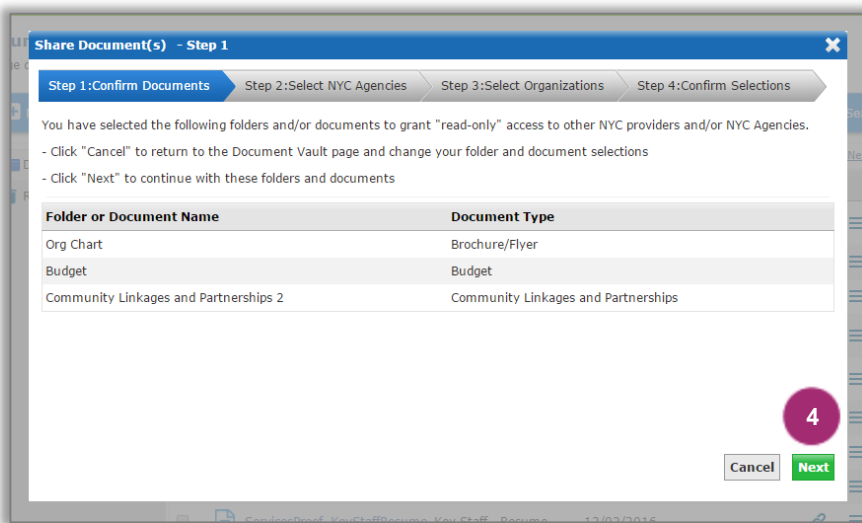 Share Document(s) - Step 1
Step 1:Confirm Documents Step 2:Select NYC Agencies Step 3:Select Organizations Step 4:Confirm Selections
You have selected the following folders and/or documents to grant "read-only" access to other NYC providers and/or NYC Agencies.
- Click "Cancel" to return to the Document Vault page and change your folder and document selections
- Click "Next" to continue with these folders and documents
Folder or Document Name Document Type
Org Chart Brochure/Flyer
Budget Budget
Community Linkages and Partnerships 2 Community Linkages and Partnerships
4
Cancel Next